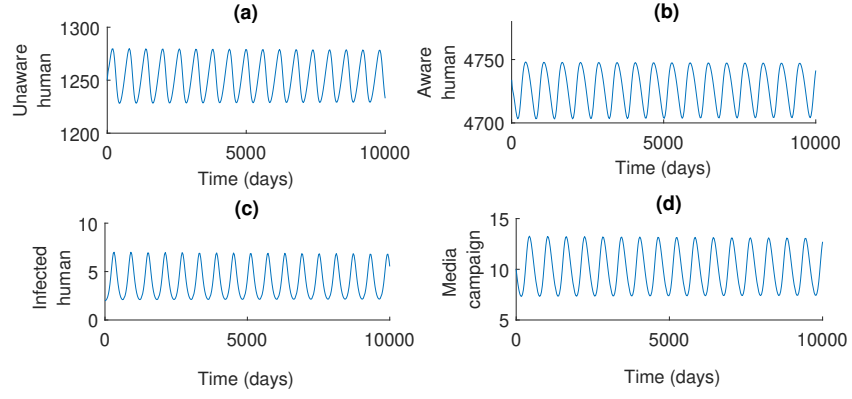 (a)
Unaware
human
1300
1250
1200
0
5000
10000
Time (days)
(b)
Aware
human
4750
4700
0
5000
10000
Time (days)
(c)
Infected
human
10
5
0
0
5000
10000
Time (days)
(d)
Media
campaign
15
10
5
0
5000
10000
Time (days)